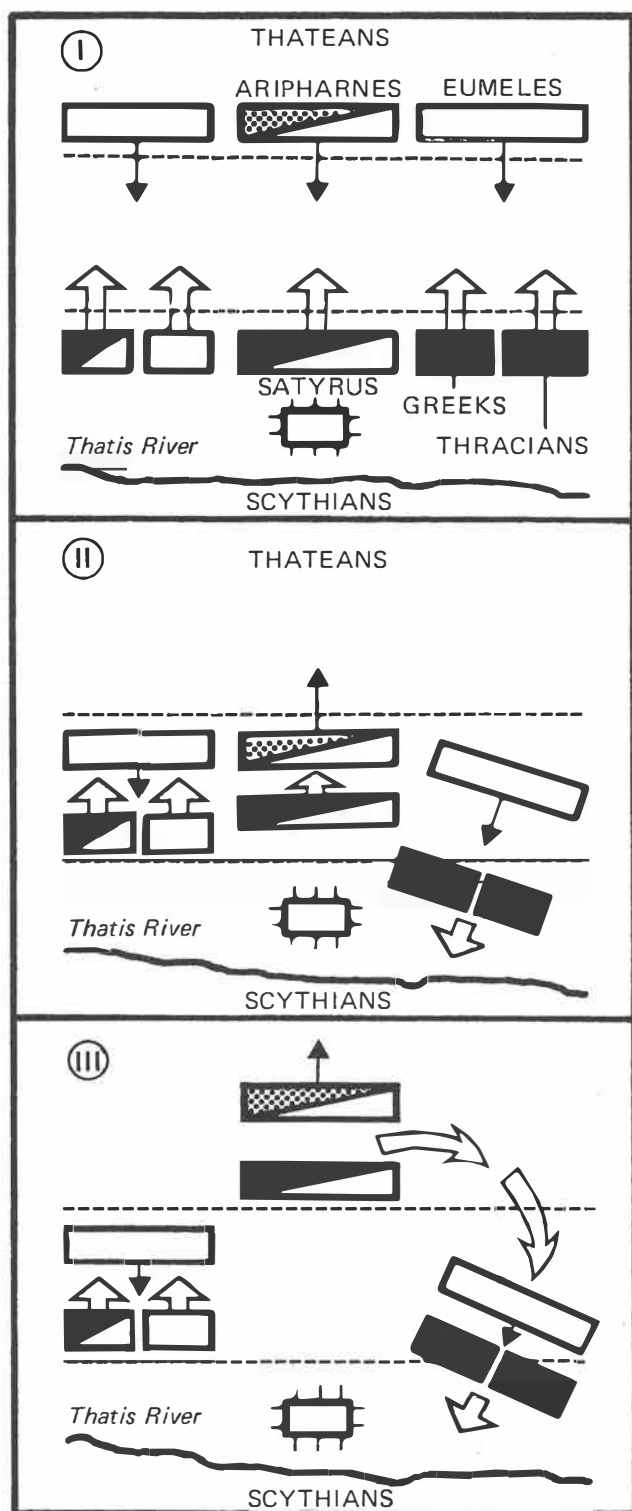 I
THATEANS
ARIPHARNES EUMELES
SATYRUS
GREEKS
THRACIANS
Thatis River
SCYTHIANS
II
THATEANS
Thatis River
SCYTHIANS
III
Thatis River
SCYTHIANS